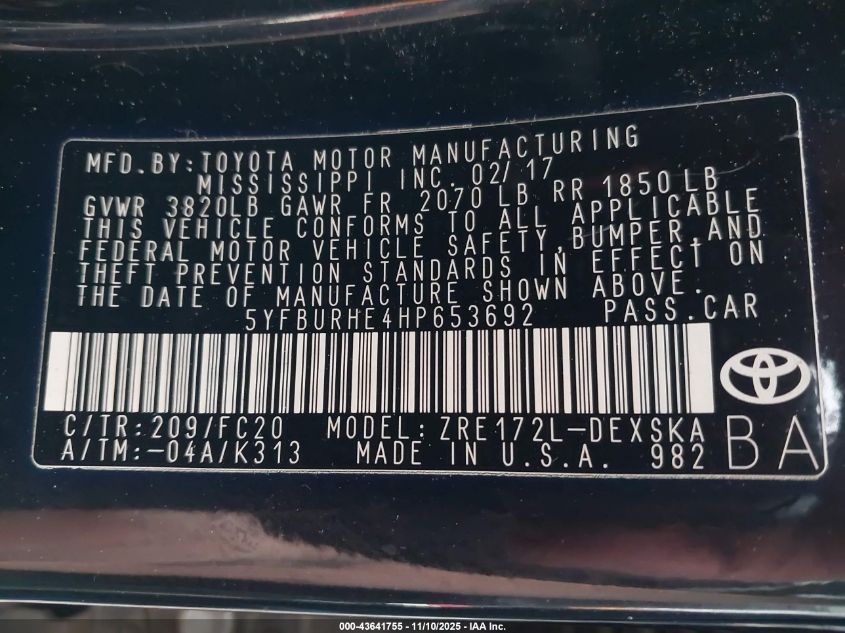 MFD.BY:TOYOTA MOTOR MANUFACTURING
MISSISSIPPI INC. 02/17
GVWR 3820LB GAWR FR 2070 LB RR 1850 LB
THIS VEHICLE CONFORMS TO ALL APPLICABLE
FEDERAL MOTOR VEHICLE SAFETY,BUMPER,AND
THEFT PREVENTION STANDARDS IN EFFECT ON
THE DATE OF MANUFACTURE SHOWN ABOVE.
5YFBURHE4HP653692 PASS.CAR
C/TR:209/FC20 MODEL:ZRE172L-DEXSKA
A/TM:-04A/K313 MADE IN U.S.A. 982
BA
000-43641755 - 11/10/2025 - IAA Inc.